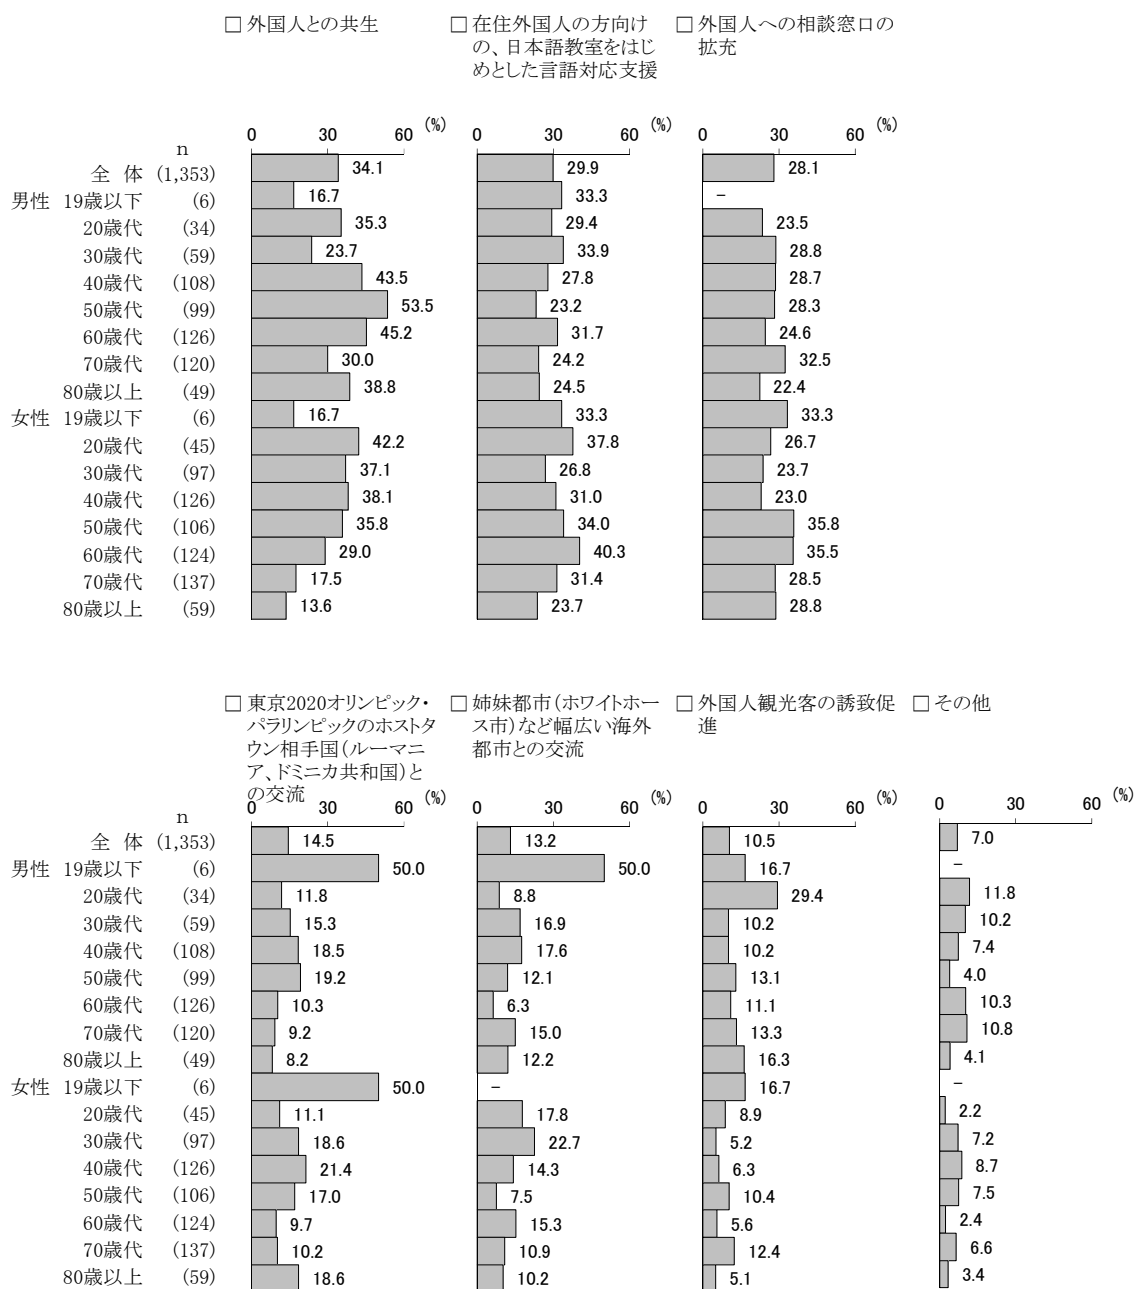 □ 外国人との共生 □ 在住外国人の方向け □ 外国人への相談窓口の
の、日本語教室をはじ 拡充
めとした言語対応支援
0 30 60 (%) 0 30 60 (%) 0 30 60 (%)
n
全 体 (1,353) 34.1 29.9 28.1
男性 19歳以下 (6) 16.7 33.3 −
20歳代 (34) 35.3 29.4 23.5
30歳代 (59) 23.7 33.9 28.8
40歳代 (108) 43.5 27.8 28.7
50歳代 (99) 53.5 23.2 28.3
60歳代 (126) 45.2 31.7 24.6
70歳代 (120) 30.0 24.2 32.5
80歳以上 (49) 38.8 24.5 22.4
女性 19歳以下 (6) 16.7 33.3 33.3
20歳代 (45) 42.2 37.8 26.7
30歳代 (97) 37.1 26.8 23.7
40歳代 (126) 38.1 31.0 23.0
50歳代 (106) 35.8 34.0 35.8
60歳代 (124) 29.0 40.3 35.5
70歳代 (137) 17.5 31.4 28.5
80歳以上 (59) 13.6 23.7 28.8
□ 東京2020オリンピック・ □ 姉妹都市(ホワイトホー □ 外国人観光客の誘致促 □ その他
パラリンピックのホストタ ス市)など幅広い海外 進
ウン相手国(ルーマニ 都市との交流
ア、ドミニカ共和国)と
の交流
0 30 60 (%) 0 30 60 (%) 0 30 60 (%) 0 30 60 (%)
n
全 体 (1,353) 14.5 13.2 10.5 7.0
男性 19歳以下 (6) 50.0 50.0 16.7 −
20歳代 (34) 11.8 8.8 29.4 11.8
30歳代 (59) 15.3 16.9 10.2 10.2
40歳代 (108) 18.5 17.6 10.2 7.4
50歳代 (99) 19.2 12.1 13.1 4.0
60歳代 (126) 10.3 6.3 11.1 10.3
70歳代 (120) 9.2 15.0 13.3 10.8
80歳以上 (49) 8.2 12.2 16.3 4.1
女性 19歳以下 (6) 50.0 − 16.7 −
20歳代 (45) 11.1 17.8 8.9 2.2
30歳代 (97) 18.6 22.7 5.2 7.2
40歳代 (126) 21.4 14.3 6.3 8.7
50歳代 (106) 17.0 7.5 10.4 7.5
60歳代 (124) 9.7 15.3 5.6 2.4
70歳代 (137) 10.2 10.9 12.4 6.6
80歳以上 (59) 18.6 10.2 5.1 3.4